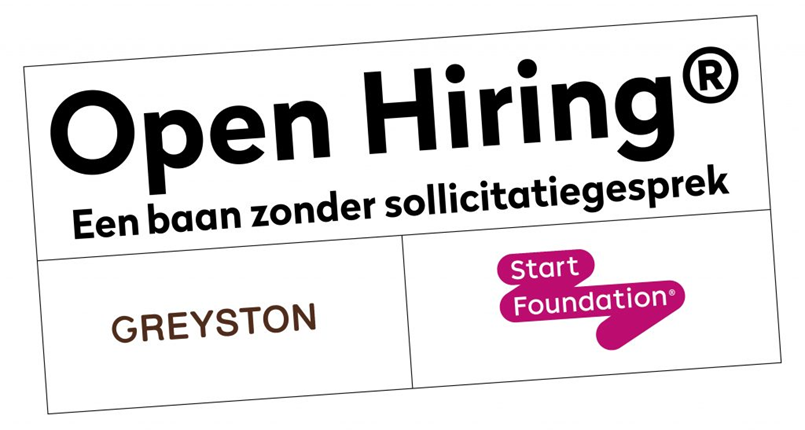 Open Hiring®
Een baan zonder sollicitatiegesprek
GREYSTON
Start
Foundation®